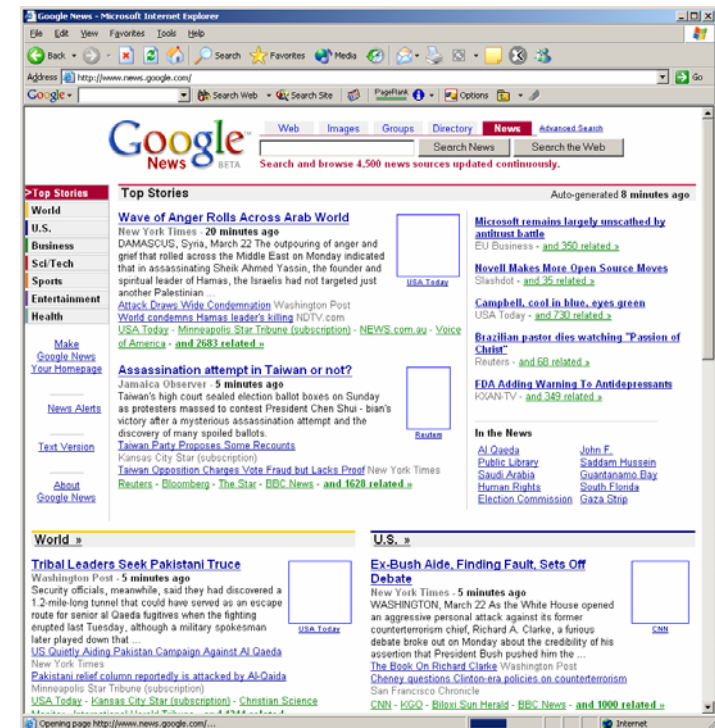 Google News - Microsoft Internet Explorer
File Edit View Favorites Tools Help
Back Search Favorites Media
Address http://www.news.google.com/ Go
Google Search Web Search Site PageRank Options
Web Images Groups Directory News Advanced Search
Google™
News BETA
Search News Search the Web
Search and browse 4,500 news sources updated continuously.
>Top Stories
World
U.S.
Business
Sci/Tech
Sports
Entertainment
Health
Make
Google News
Your Homepage
News Alerts
Text Version
About
Google News
Top Stories Auto-generated 8 minutes ago
Wave of Anger Rolls Across Arab World
New York Times - 20 minutes ago
DAMASCUS, Syria, March 22 The outpouring of anger and
grief that rolled across the Middle East on Monday indicated
that in assassinating Sheik Ahmed Yassin, the founder and
spiritual leader of Hamas, the Israelis had not targeted just
another Palestinian ...
USA Today
Attack Draws Wide Condemnation Washington Post
World condemns Hamas leader's killing NDTV.com
USA Today - Minneapolis Star Tribune (subscription) - NEWS.com.au - Voice
of America - and 2683 related »
Assassination attempt in Taiwan or not?
Jamaica Observer - 5 minutes ago
Taiwan's high court sealed election ballot boxes on Sunday
as protesters massed to contest President Chen Shui - bian's
victory after a mysterious assassination attempt and the
discovery of many spoiled ballots.
Reuters
Taiwan Party Proposes Some Recounts
Kansas City Star (subscription)
Taiwan Opposition Charges Vote Fraud but Lacks Proof New York Times
Reuters - Bloomberg - The Star - BBC News - and 1628 related »
Microsoft remains largely unscathed by
antitrust battle
EU Business - and 350 related »
Novell Makes More Open Source Moves
Slashdot - and 35 related »
Campbell, cool in blue, eyes green
USA Today - and 730 related »
Brazilian pastor dies watching "Passion of
Christ"
Reuters - and 68 related »
FDA Adding Warning To Antidepressants
KXAN-TV - and 349 related »
In the News
Al Qaeda John F.
Public Library Saddam Hussein
Saudi Arabia Guantanamo Bay
Human Rights South Florida
Election Commission Gaza Strip
World »
Tribal Leaders Seek Pakistani Truce
Washington Post - 5 minutes ago
Security officials, meanwhile, said they had discovered a
1.2-mile-long tunnel that could have served as an escape
route for senior al Qaeda fugitives when the fighting
erupted last Tuesday, although a military spokesman
later played down that ...
USA Today
US Quietly Aiding Pakistan Campaign Against Al Qaeda
New York Times
Pakistani relief column reportedly is attacked by Al-Qaida
Minneapolis Star Tribune (subscription)
USA Today - Kansas City Star (subscription) - Christian Science
U.S. »
Ex-Bush Aide, Finding Fault, Sets Off
Debate
New York Times - 5 minutes ago
WASHINGTON, March 22 As the White House opened
an aggressive personal attack against its former
counterterrorism chief, Richard A. Clarke, a furious
debate broke out on Monday about the credibility of his
assertion that President Bush pushed him the ...
CNN
The Book On Richard Clarke Washington Post
Cheney questions Clinton-era policies on counterterrorism
San Francisco Chronicle
CNN - KGO - Biloxi Sun Herald - BBC News - and 1000 related »
Opening page http://www.news.google.com/... Internet